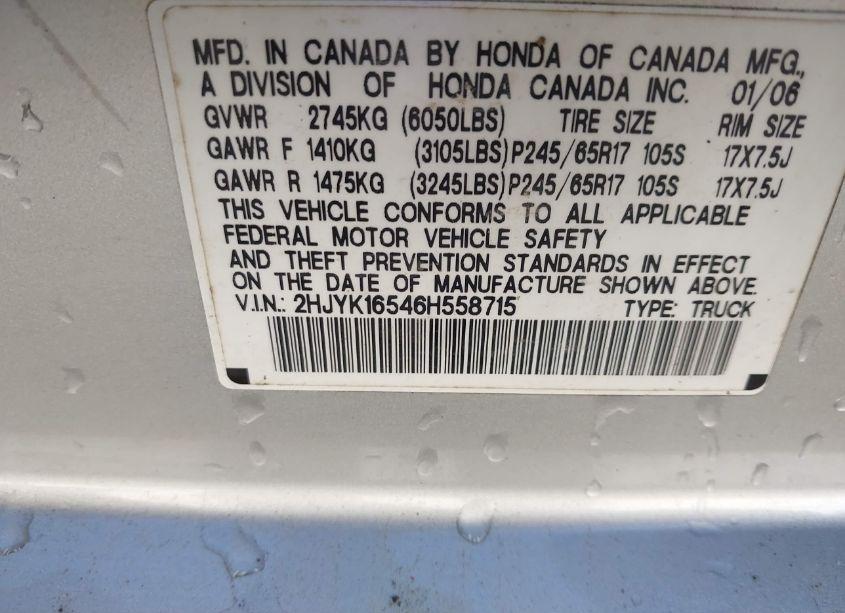 MFD. IN CANADA BY HONDA OF CANADA MFG.,
A DIVISION OF HONDA CANADA INC. 01/06
GVWR 2745KG (6050LBS) TIRE SIZE RIM SIZE
GAWR F 1410KG (3105LBS) P245/65R17 105S 17X7.5J
GAWR R 1475KG (3245LBS) P245/65R17 105S 17X7.5J
THIS VEHICLE CONFORMS TO ALL APPLICABLE
FEDERAL MOTOR VEHICLE SAFETY
AND THEFT PREVENTION STANDARDS IN EFFECT
ON THE DATE OF MANUFACTURE SHOWN ABOVE.
V.I.N.: 2HJYK16546H558715 TYPE: TRUCK